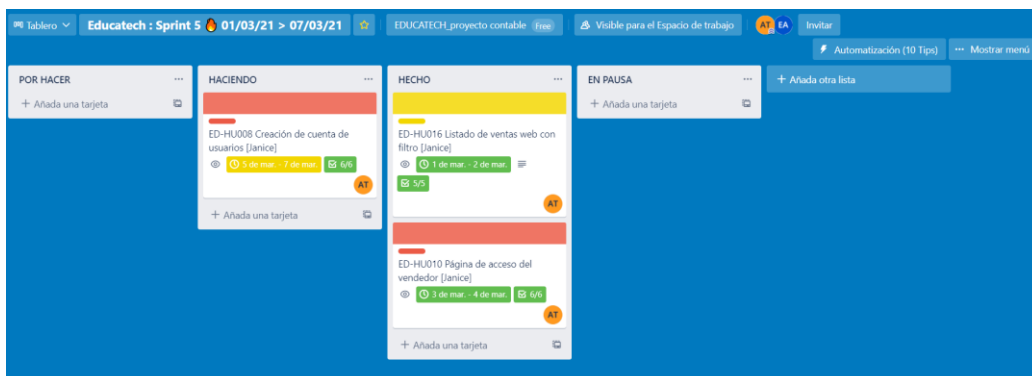 Tablero
Educatech : Sprint 5 🔥 01/03/21 > 07/03/21
EDUCATECH_proyecto contable Free
Visible para el Espacio de trabajo
AT EA
Invitar
Automatización (10 Tips)
Mostrar menú
POR HACER
+ Añada una tarjeta
HACIENDO
ED-HU008 Creación de cuenta de
usuarios [Janice]
5 de mar. - 7 de mar. 6/6
AT
+ Añada una tarjeta
HECHO
ED-HU016 Listado de ventas web con
filtro [Janice]
1 de mar. - 2 de mar.
5/5
AT
ED-HU010 Página de acceso del
vendedor [Janice]
3 de mar. - 4 de mar. 6/6
AT
+ Añada una tarjeta
EN PAUSA
+ Añada una tarjeta
+ Añada otra lista